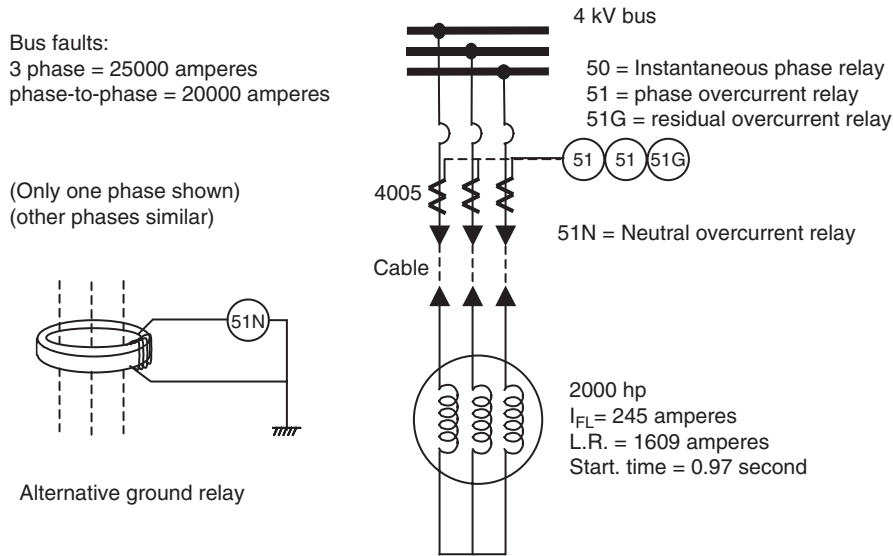 4 kV bus
Bus faults:
3 phase = 25000 amperes
phase-to-phase = 20000 amperes
50 = Instantaneous phase relay
51 = phase overcurrent relay
51G = residual overcurrent relay
51 51 51G
(Only one phase shown)
(other phases similar)
4005
51N = Neutral overcurrent relay
Cable
51N
2000 hp
I_FL= 245 amperes
L.R. = 1609 amperes
Start. time = 0.97 second
Alternative ground relay